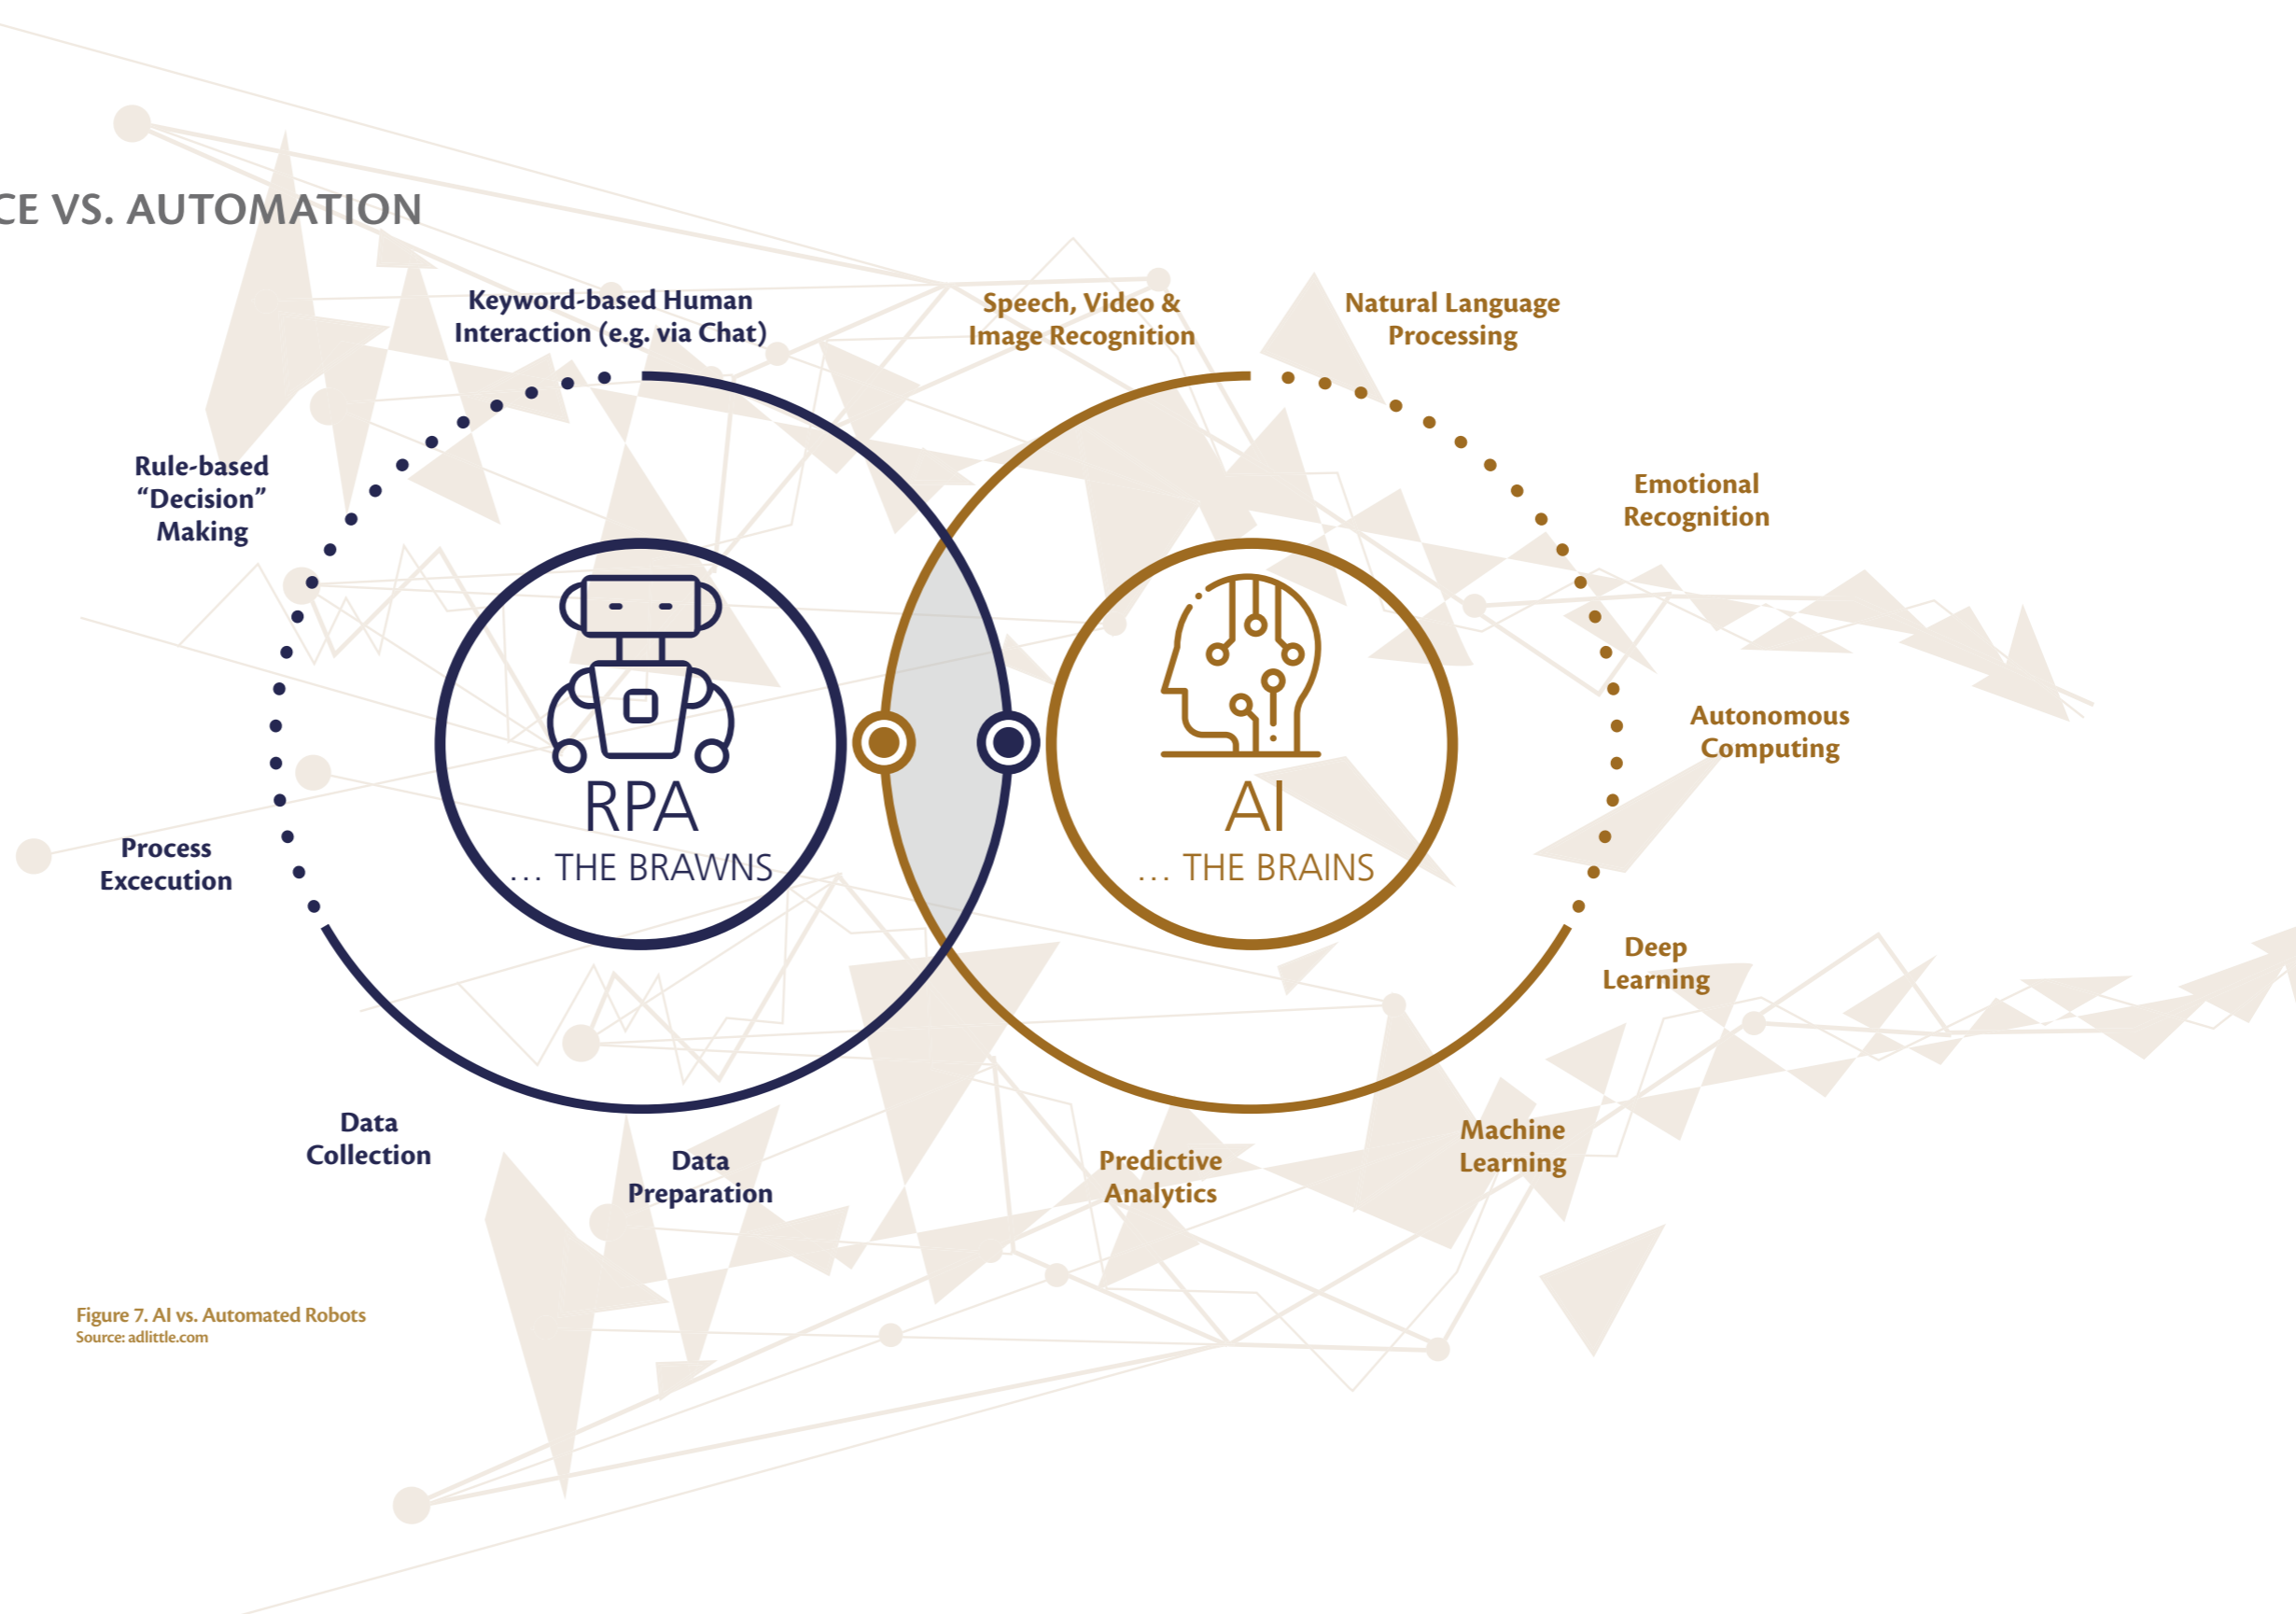 CE VS. AUTOMATION
Keyword-based Human
Interaction (e.g. via Chat)
Speech, Video &
Image Recognition
Natural Language
Processing
Rule-based
“Decision”
Making
Emotional
Recognition
RPA
... THE BRAWNS
AI
... THE BRAINS
Autonomous
Computing
Process
Excecution
Deep
Learning
Data
Collection
Data
Preparation
Predictive
Analytics
Machine
Learning
Figure 7. AI vs. Automated Robots
Source: adlittle.com